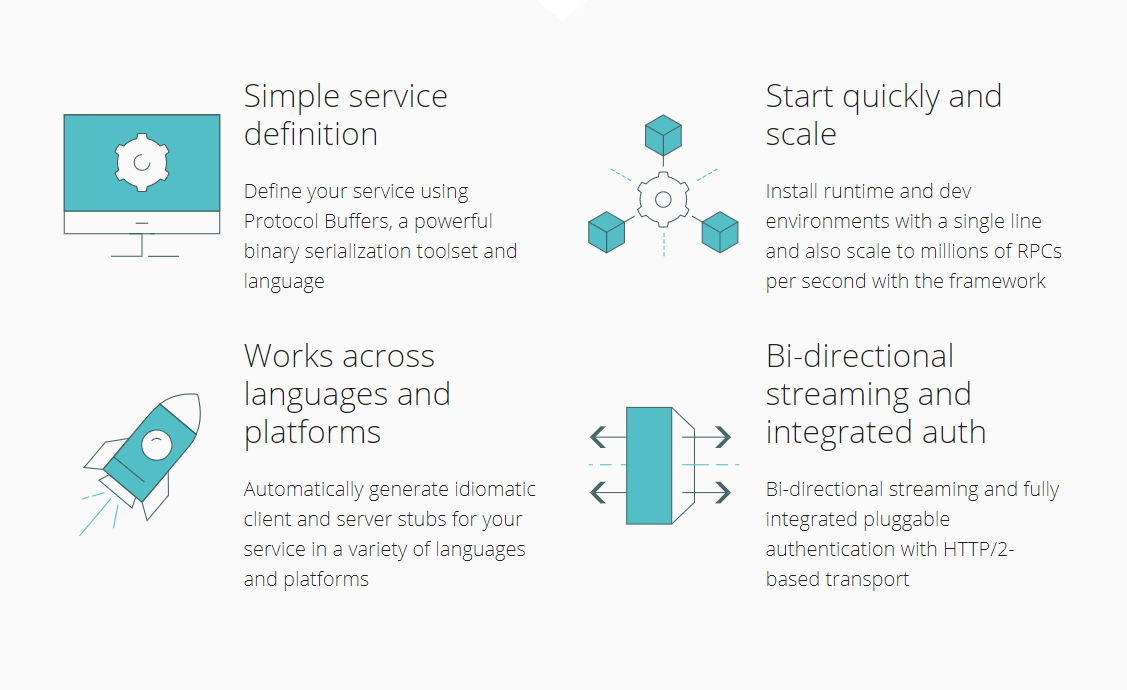 Simple service
definition
Define your service using
Protocol Buffers, a powerful
binary serialization toolset and
language
Start quickly and
scale
Install runtime and dev
environments with a single line
and also scale to millions of RPCs
per second with the framework
Works across
languages and
platforms
Automatically generate idiomatic
client and server stubs for your
service in a variety of languages
and platforms
Bi-directional
streaming and
integrated auth
Bi-directional streaming and fully
integrated pluggable
authentication with HTTP/2-
based transport